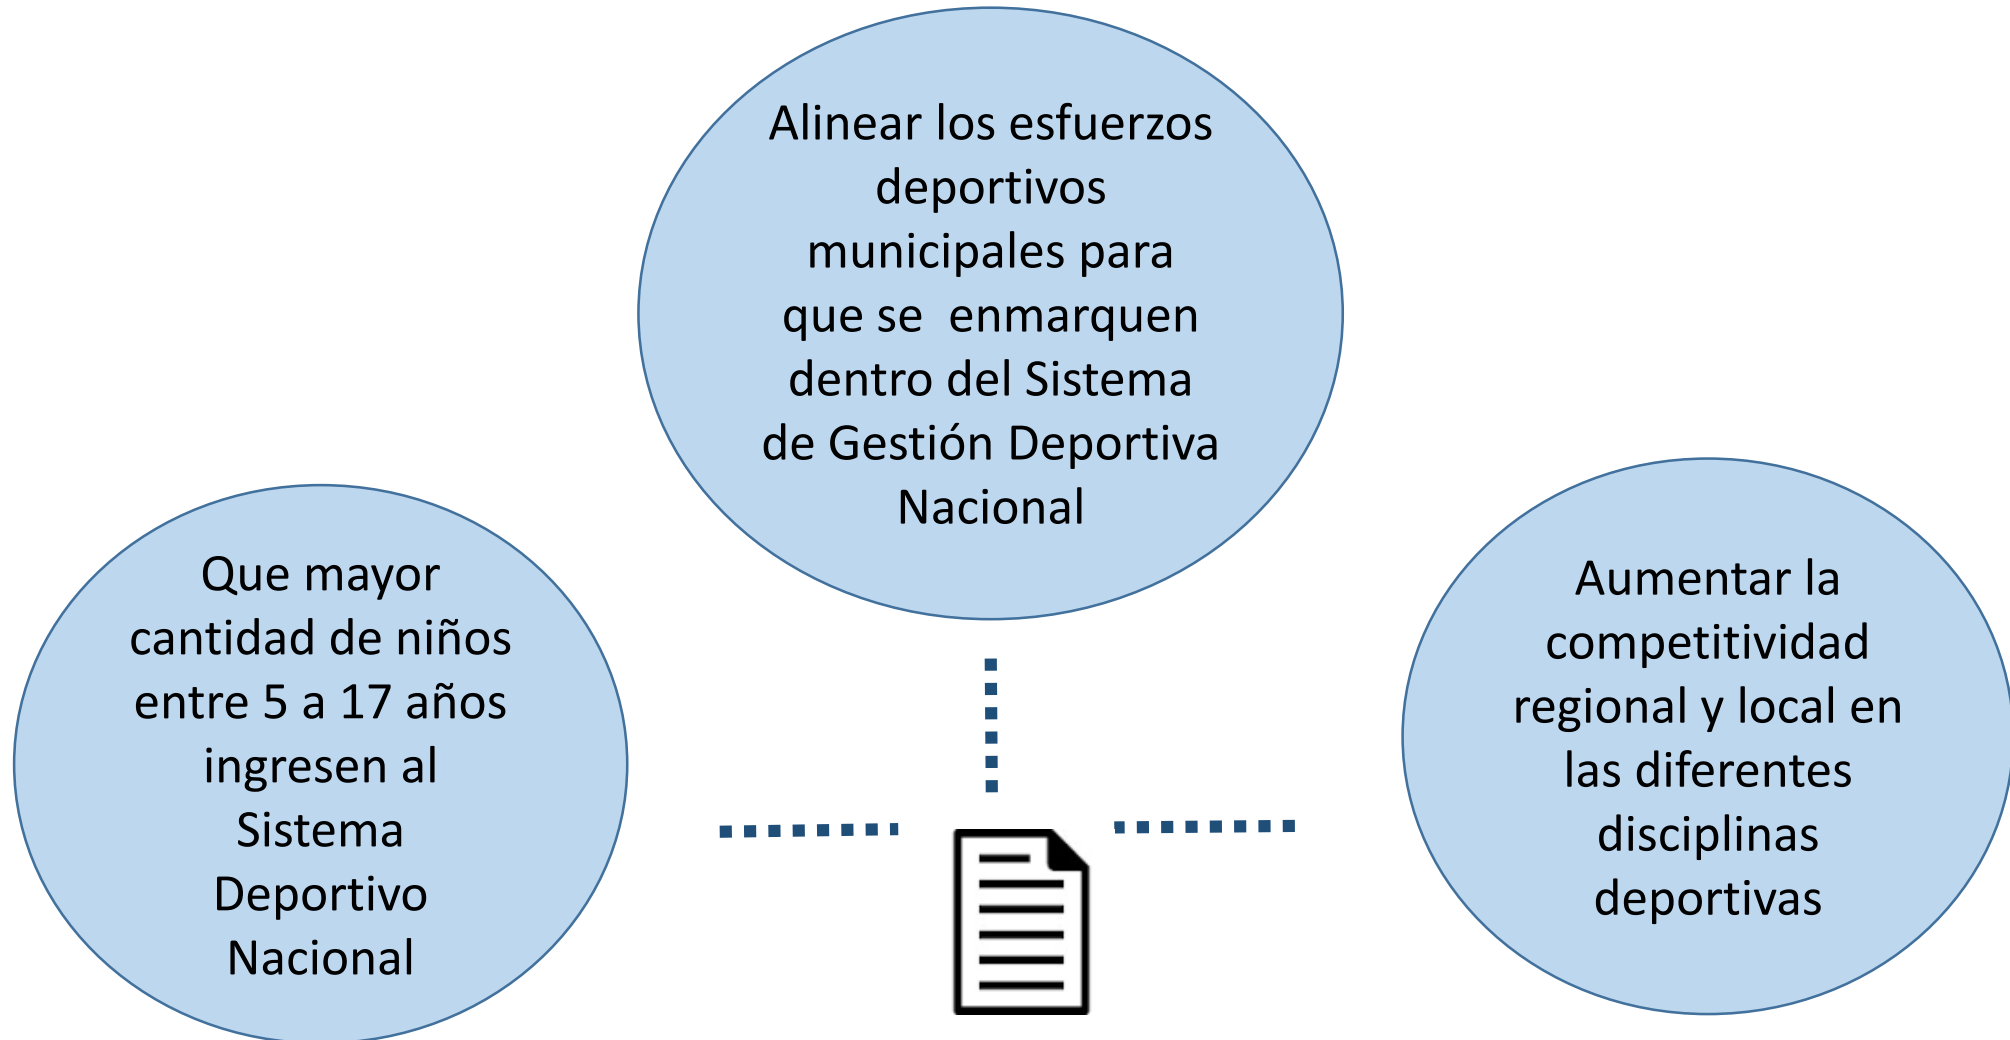 Alinear los esfuerzos
deportivos
municipales para
que se  enmarquen
dentro del Sistema
de Gestión Deportiva
Nacional
Que mayor
cantidad de niños
entre 5 a 17 años
ingresen al
Sistema
Deportivo
Nacional
Aumentar la
competitividad
regional y local en
las diferentes
disciplinas
deportivas